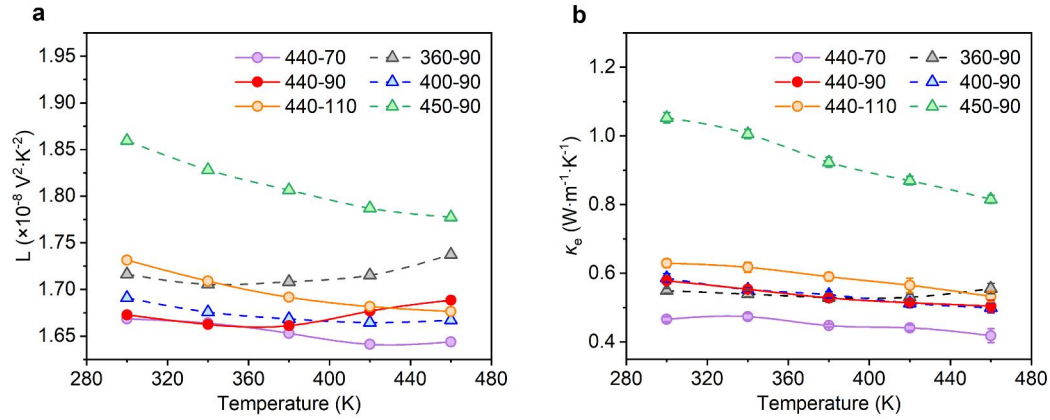 a
L (×10⁻⁸ V²·K⁻²)
1.95
1.90
1.85
1.80
1.75
1.70
1.65
440-70 360-90
440-90 400-90
440-110 450-90
280 320 360 400 440 480
Temperature (K)
b
κₑ (W·m⁻¹·K⁻¹)
1.2
1.0
0.8
0.6
0.4
440-70 360-90
440-90 400-90
440-110 450-90
280 320 360 400 440 480
Temperature (K)